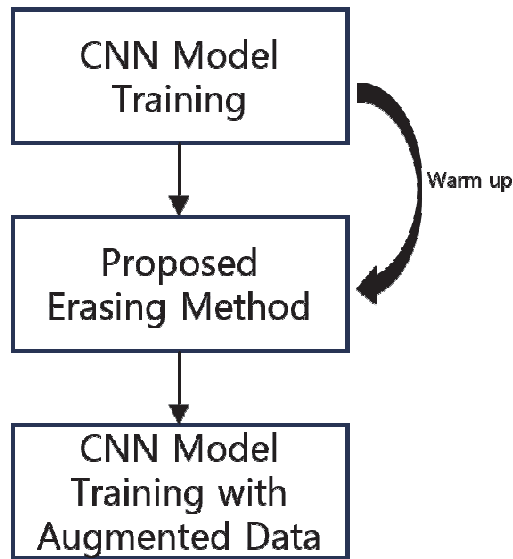 CNN Model
Training
Warm up
Proposed
Erasing Method
CNN Model
Training with
Augmented Data